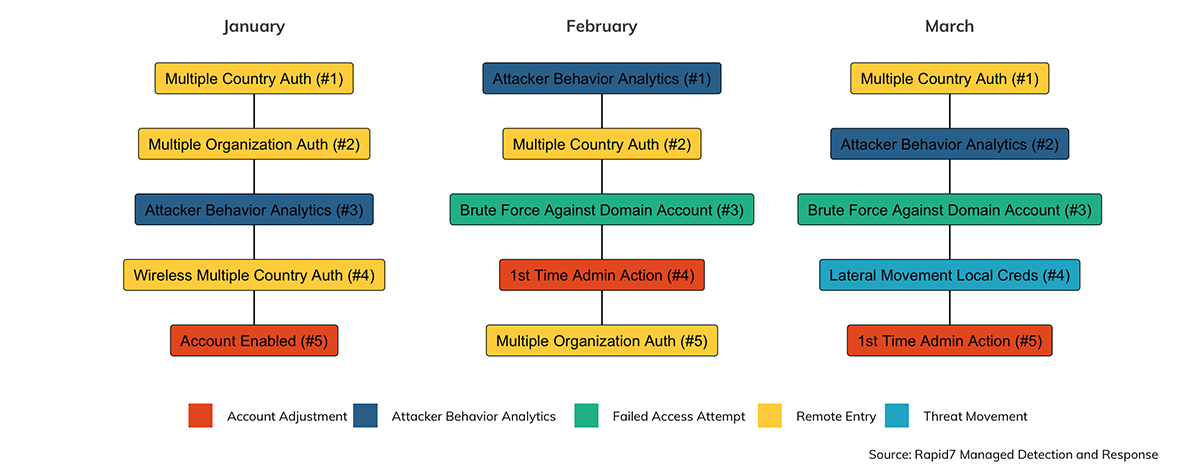 January
February
March
Multiple Country Auth (#1)
Attacker Behavior Analytics (#1)
Multiple Country Auth (#1)
Multiple Organization Auth (#2)
Multiple Country Auth (#2)
Attacker Behavior Analytics (#2)
Attacker Behavior Analytics (#3)
Brute Force Against Domain Account (#3)
Brute Force Against Domain Account (#3)
Wireless Multiple Country Auth (#4)
1st Time Admin Action (#4)
Lateral Movement Local Creds (#4)
Account Enabled (#5)
Multiple Organization Auth (#5)
1st Time Admin Action (#5)
Account Adjustment
Attacker Behavior Analytics
Failed Access Attempt
Remote Entry
Threat Movement
Source: Rapid7 Managed Detection and Response